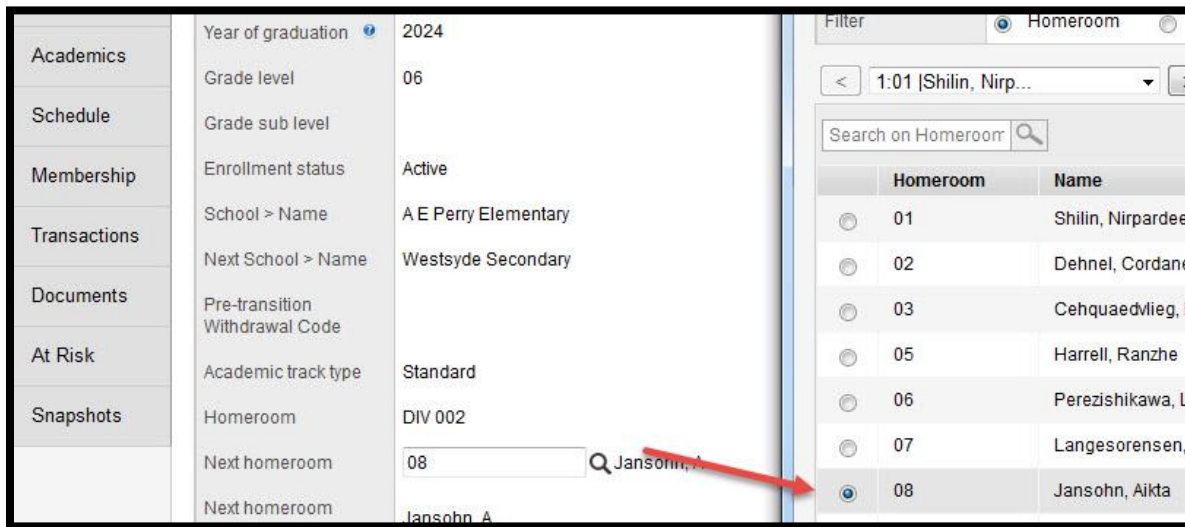 Academics
Schedule
Membership
Transactions
Documents
At Risk
Snapshots
Year of graduation 2024
Grade level 06
Grade sub level
Enrollment status Active
School > Name A E Perry Elementary
Next School > Name Westsyde Secondary
Pre-transition
Withdrawal Code
Academic track type Standard
Homeroom DIV 002
Next homeroom 08 Jansohn, A
Next homeroom Jansohn, A
Filter Homeroom
< 1:01 |Shilin, Nirp...
Search on Homeroom
Homeroom Name
01 Shilin, Nirpardee
02 Dehnel, Cordane
03 Cehquaedvlieg,
05 Harrell, Ranzhe
06 Perezishikawa, L
07 Langesorensen,
08 Jansohn, Aikta